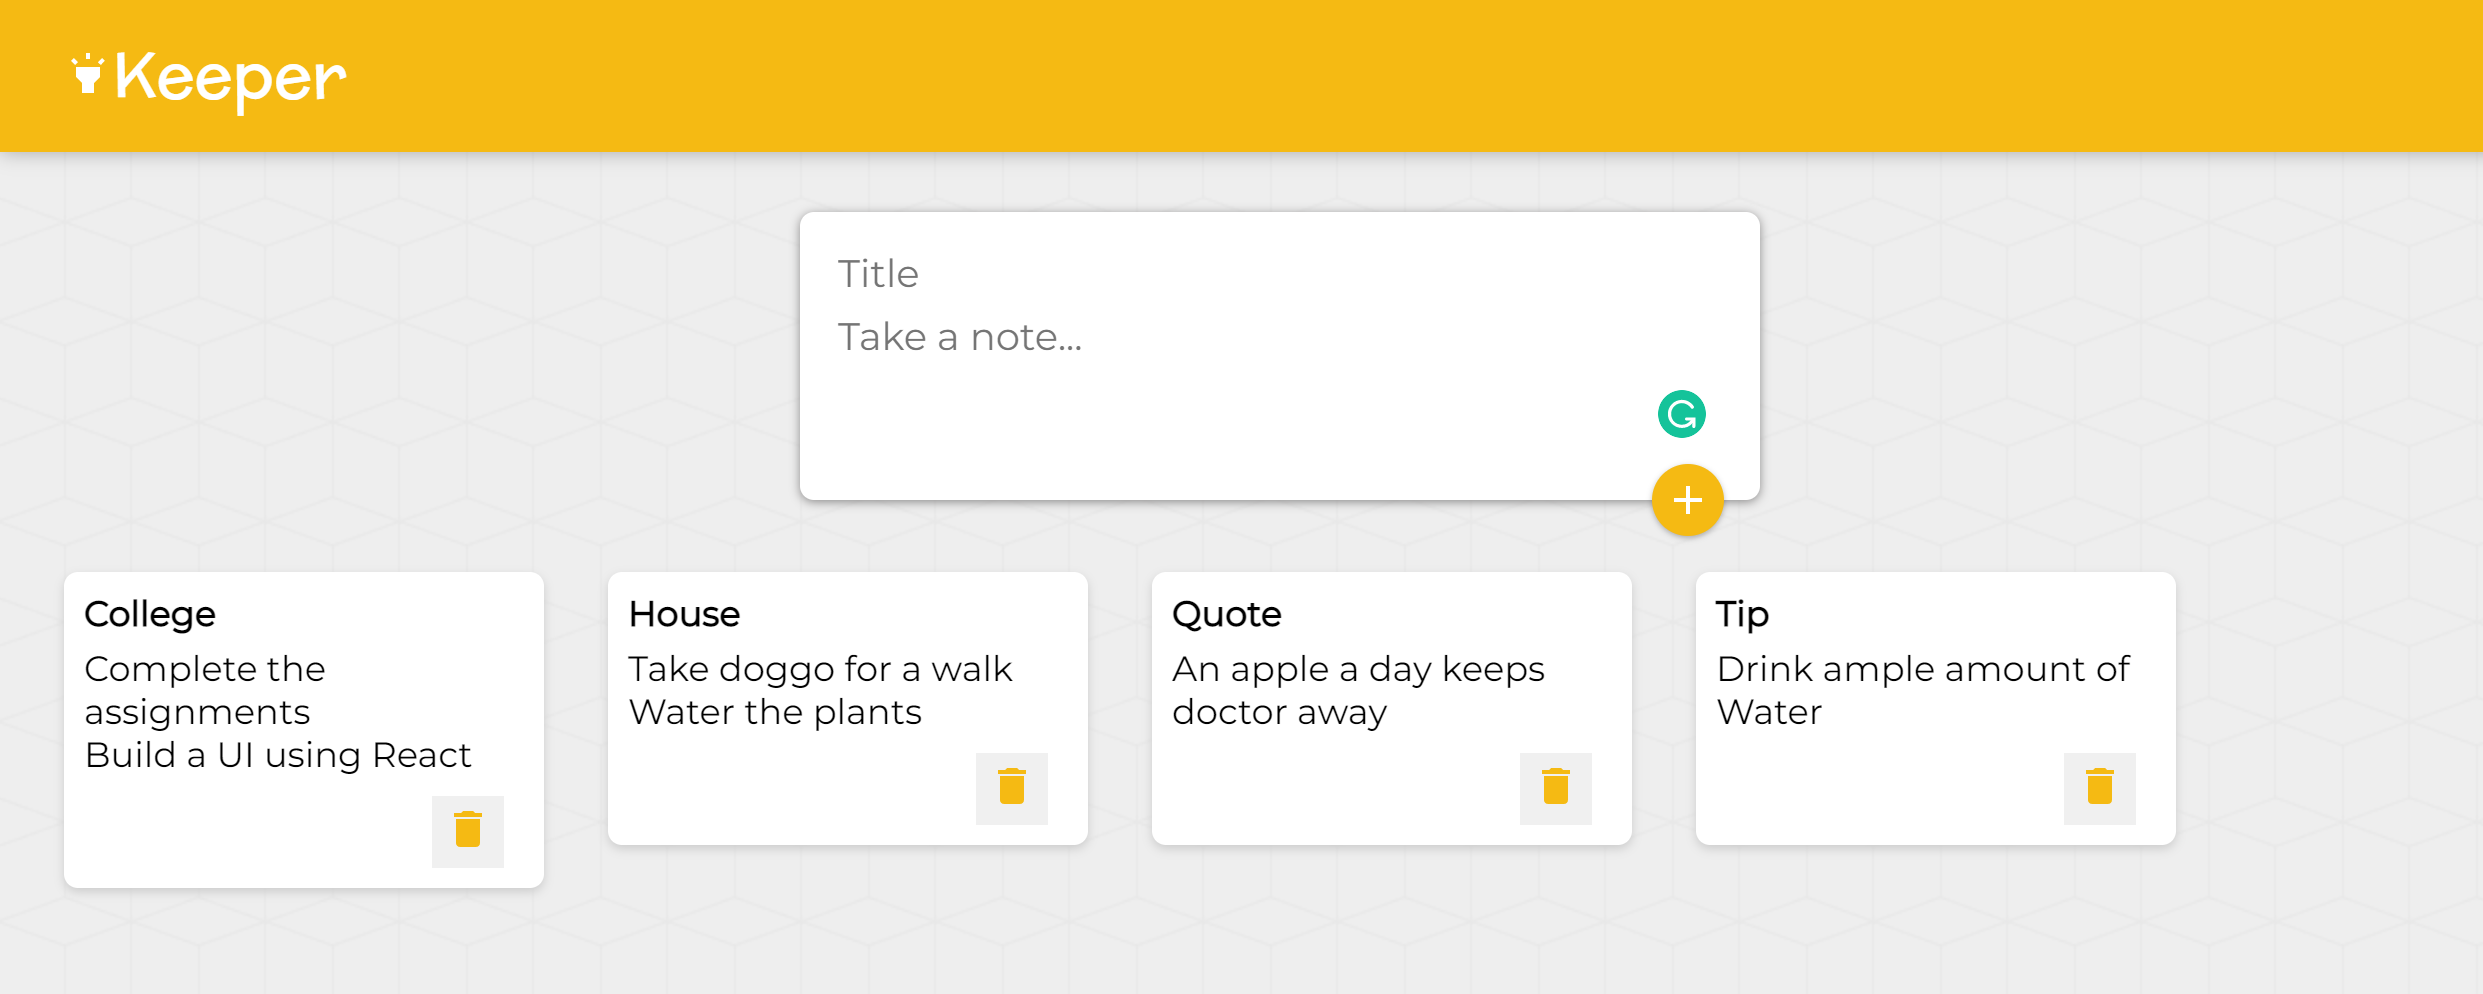 Keeper
Title
Take a note...
College
Complete the
assignments
Build a UI using React
House
Take doggo for a walk
Water the plants
Quote
An apple a day keeps
doctor away
Tip
Drink ample amount of
Water